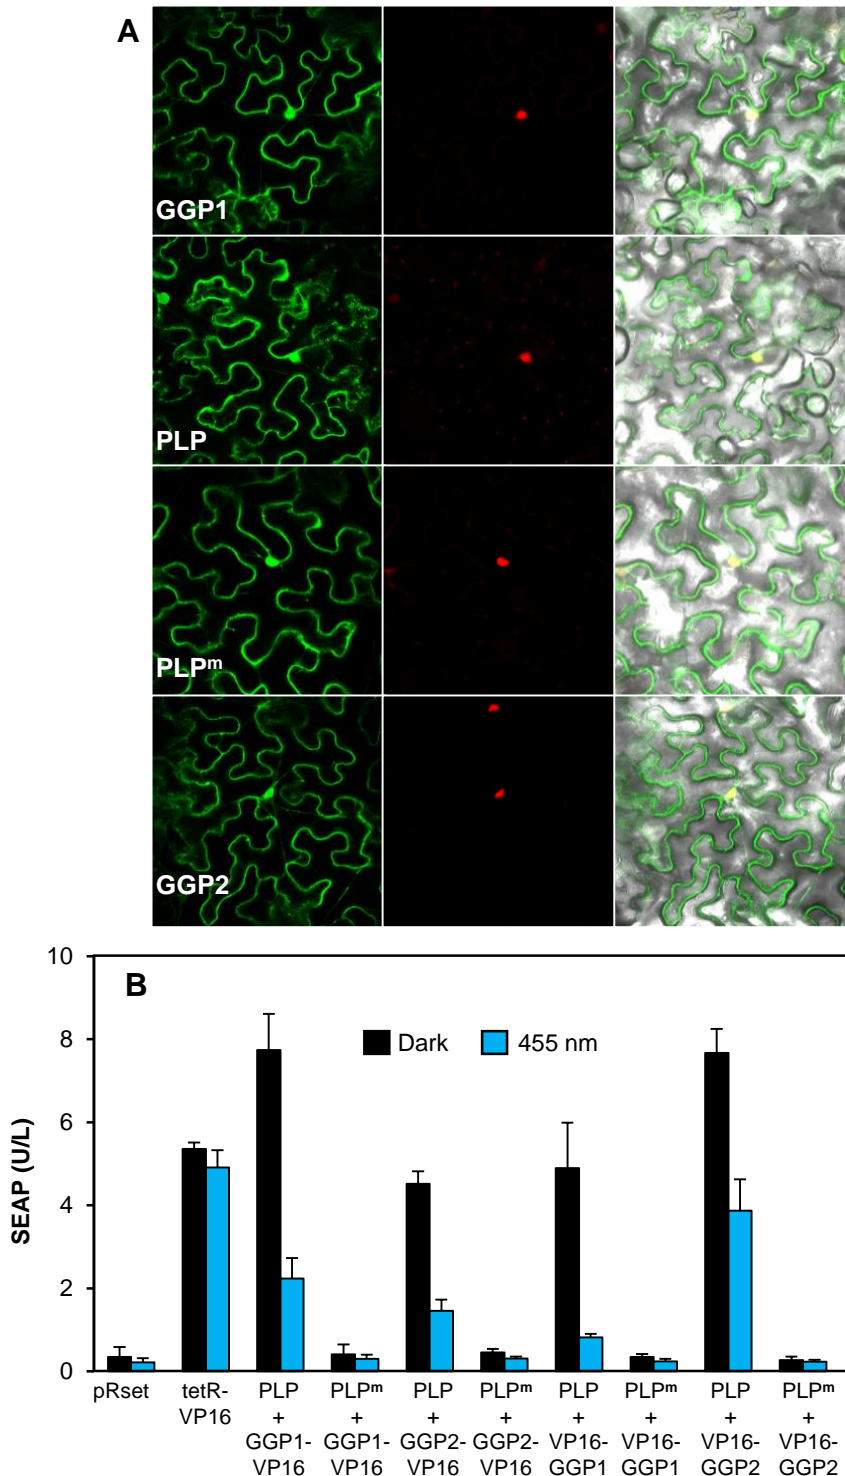 A
GGP1
PLP
PLPᵐ
GGP2
B
Dark 455 nm
SEAP (U/L)
10
8
6
4
2
0
pRset tetR- PLP PLPᵐ PLP PLPᵐ PLP PLPᵐ PLP PLPᵐ
VP16 + + + + + + + +
GGP1- GGP1- GGP2- GGP2- VP16- VP16- VP16- VP16-
VP16 VP16 VP16 VP16 GGP1 GGP1 GGP2 GGP2